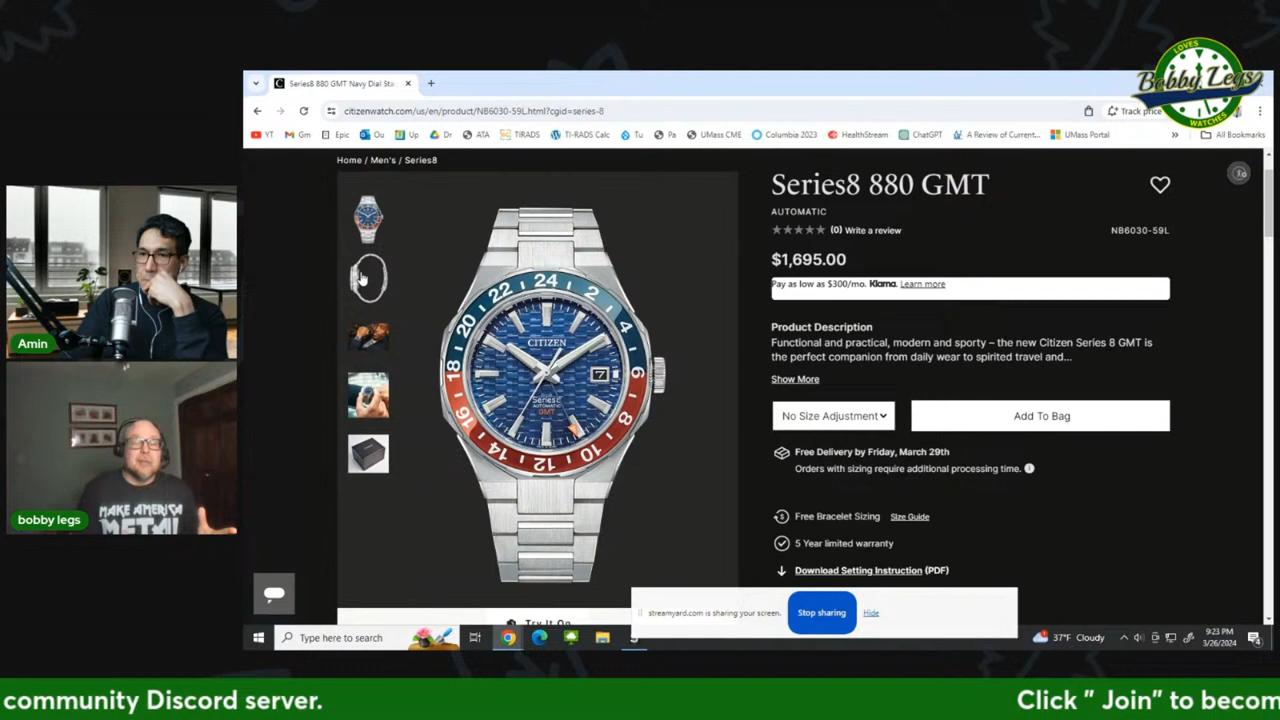 LOVES
Bobby Legs
WATCHES
Series8 880 GMT Navy Dial Sta
citizenwatch.com/us/en/product/NB6030-59L.html?cgid=series-8
Track price
YT
Gm
Epic
Ou
Up
Dr
ATA
TIRADS
TI-RADS Calc
Tu
Pa
UMass CME
Columbia 2023
HealthStream
ChatGPT
A Review of Current...
UMass Portal
»
All Bookmarks
Home / Men's / Series8
Series8 880 GMT
AUTOMATIC
(0) Write a review
NB6030-59L
$1,695.00
Pay as low as $300/mo. Klarna. Learn more
Product Description
Functional and practical, modern and sporty – the new Citizen Series 8 GMT is
the perfect companion from daily wear to spirited travel and...
Show More
No Size Adjustment
Add To Bag
Free Delivery by Friday, March 29th
Orders with sizing require additional processing time.
Free Bracelet Sizing Size Guide
5 Year limited warranty
Download Setting Instruction (PDF)
24
2
4
6
8
10
12
14
16
18
20
22
CITIZEN
7
Series8
AUTOMATIC
GMT
Try It On
Amin
bobby legs
MAKE AMERICA
METAL
streamyard.com is sharing your screen.
Stop sharing
Hide
Type here to search
37°F Cloudy
9:23 PM
3/26/2024
4
community Discord server.
Click " Join" to becom